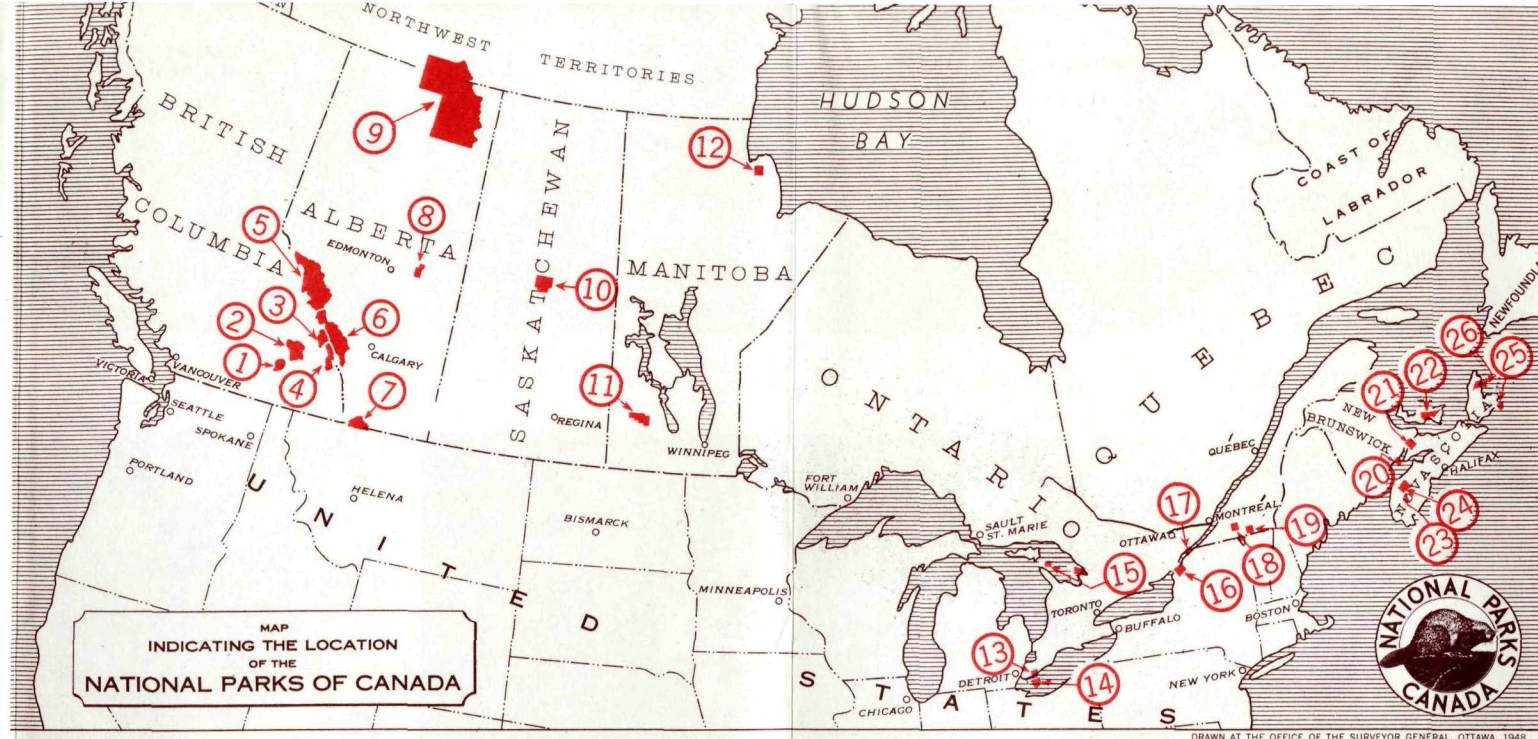 NORTHWEST TERRITORIES
BRITISH COLUMBIA
ALBERTA
SASKATCHEWAN
MANITOBA
HUDSON
BAY
ONTARIO
QUEBEC
COAST OF
LABRADOR
NEW
BRUNSWICK
EDMONTON
CALGARY
VICTORIA
VANCOUVER
SEATTLE
SPOKANE
PORTLAND
HELENA
REGINA
WINNIPEG
BISMARCK
MINNEAPOLIS
FORT
WILLIAM
SAULT
ST. MARIE
OTTAWA
MONTRÉAL
QUÉBEC
HALIFAX
TORONTO
BUFFALO
BOSTON
DETROIT
NEW YORK
CHICAGO
UNITED STATES
1
2
3
4
5
6
7
8
9
10
11
12
13
14
15
16
17
18
19
20
21
22
23
24
25
26
MAP
INDICATING THE LOCATION
OF THE
NATIONAL PARKS OF CANADA
NATIONAL PARKS
CANADA
DRAWN AT THE OFFICE OF THE SURVEYOR GENERAL, OTTAWA, 1948